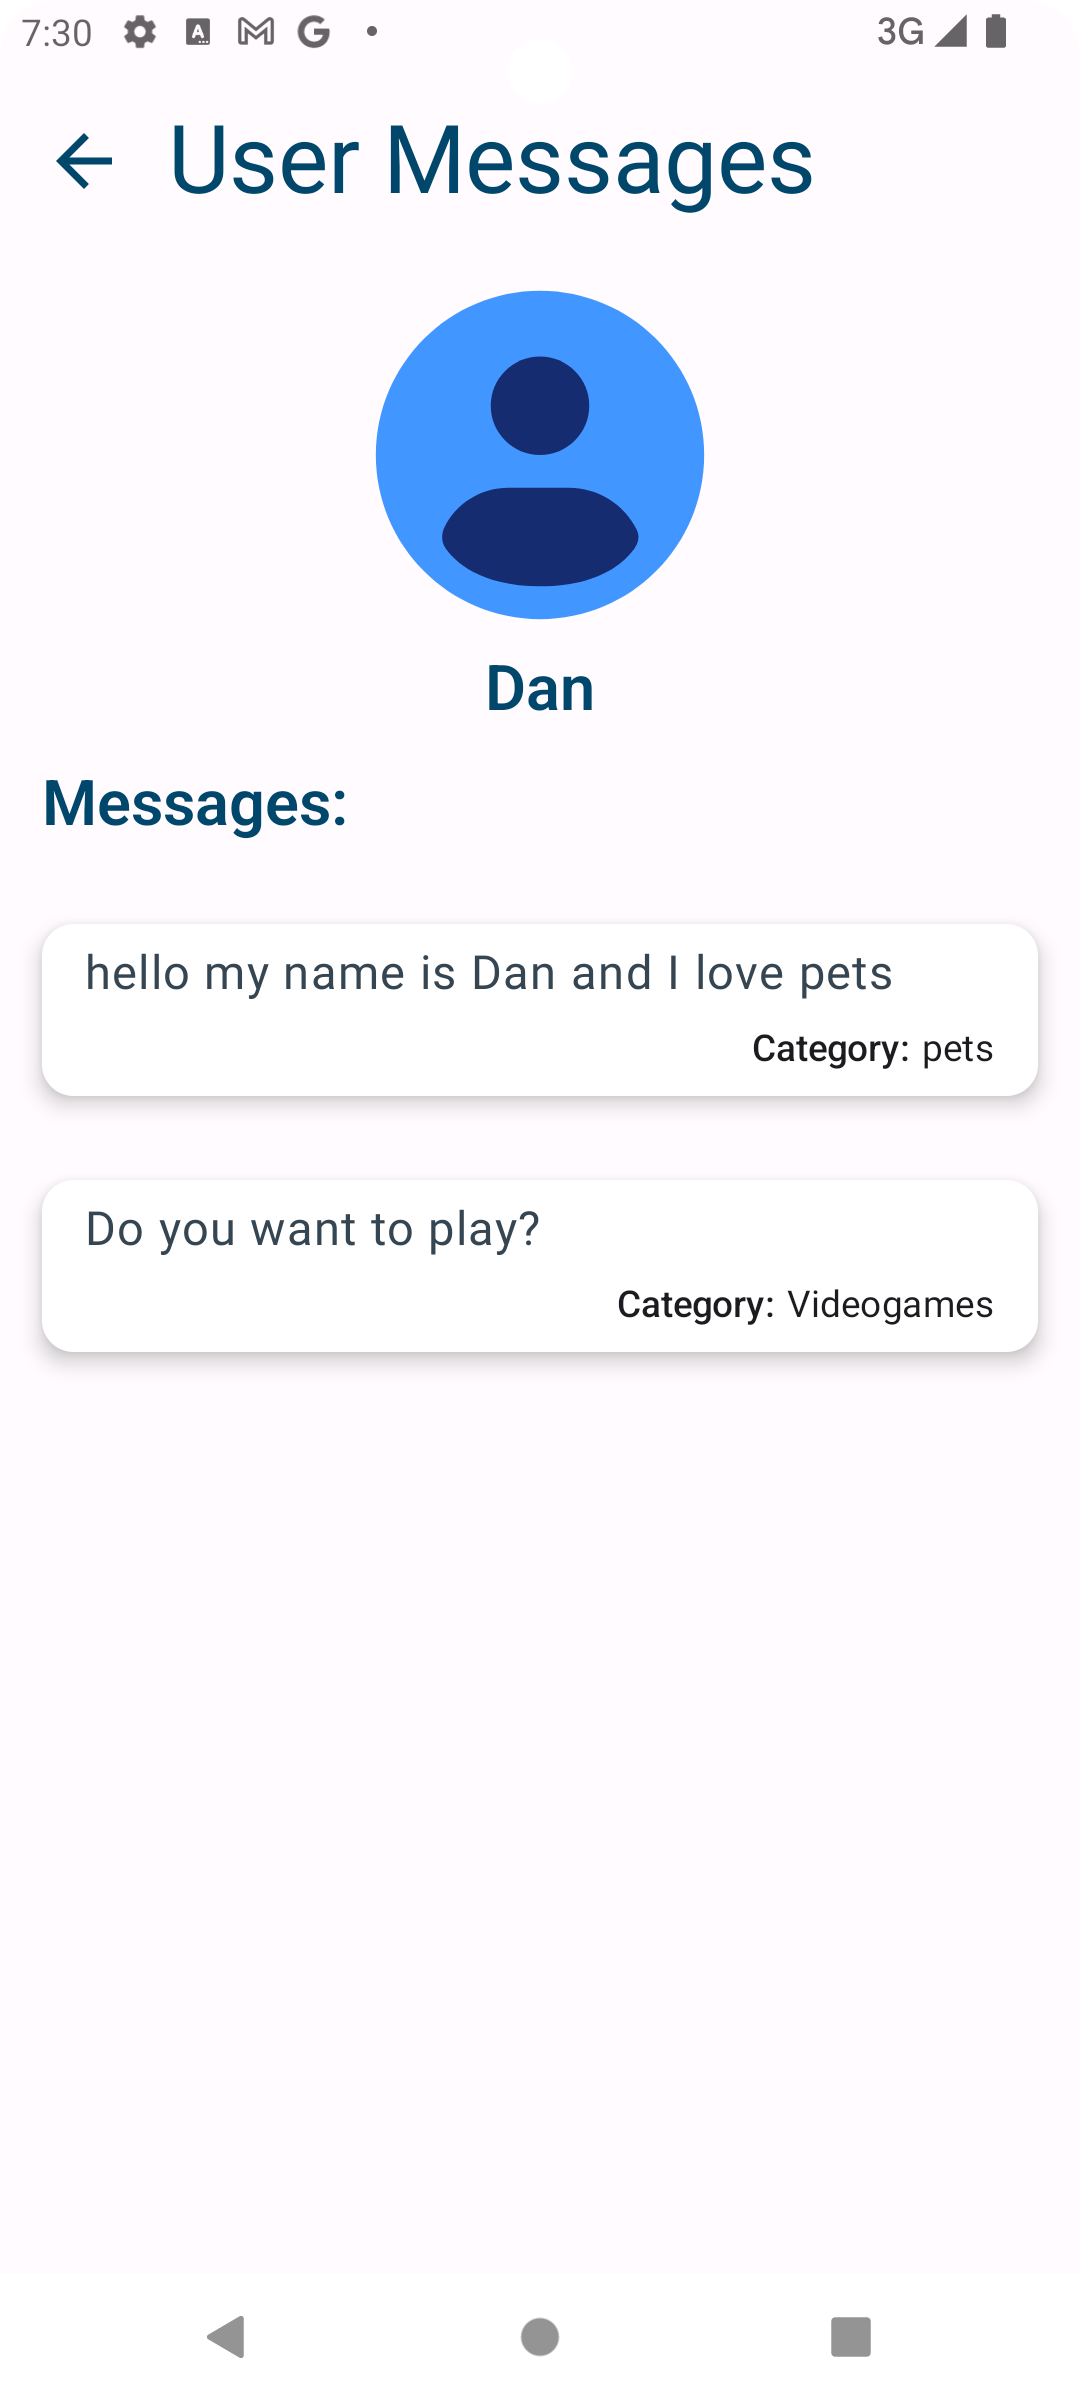 7:30 3G
User Messages
Dan
Messages:
hello my name is Dan and I love pets
Category: pets
Do you want to play?
Category: Videogames